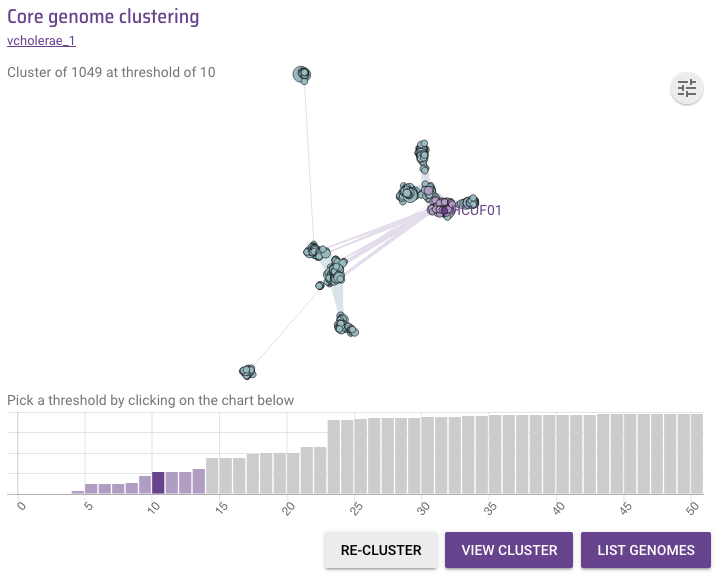 Core genome clustering
vcholerae_1
Cluster of 1049 at threshold of 10
Pick a threshold by clicking on the chart below
0 5 10 15 20 25 30 35 40 45 50
RE-CLUSTER VIEW CLUSTER LIST GENOMES